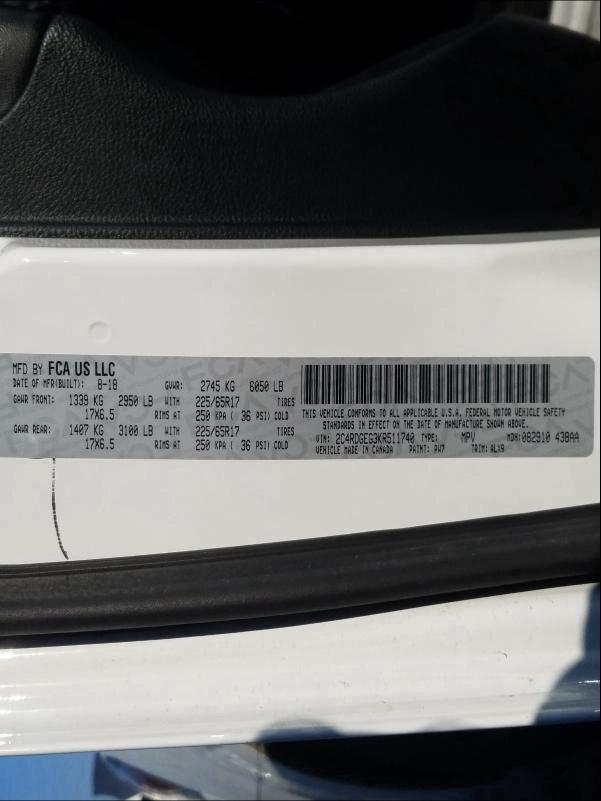 MFD BY FCA US LLC
DATE OF MFR(BUILT): 8-18 GVWR: 2745 KG 6050 LB
GAWR FRONT: 1339 KG 2950 LB WITH 225/65R17 TIRES
17X6.5 RIMS AT 250 KPA ( 36 PSI) COLD
GAWR REAR: 1407 KG 3100 LB WITH 225/65R17 TIRES
17X6.5 RIMS AT 250 KPA ( 36 PSI) COLD
THIS VEHICLE CONFORMS TO ALL APPLICABLE U.S.A. FEDERAL MOTOR VEHICLE SAFETY
STANDARDS IN EFFECT ON THE DATE OF MANUFACTURE SHOWN ABOVE.
VIN: 2C4RDGEG3KR511740 TYPE: MPV MDH: 082910 438AA
VEHICLE MADE IN CANADA PAINT: PW7 TRIM: ALX9